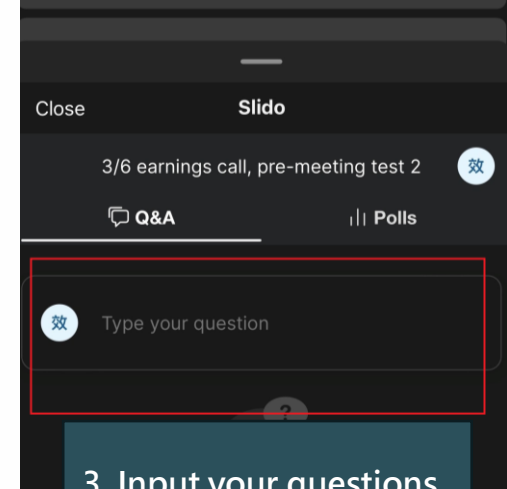 Close Slido
3/6 earnings call, pre-meeting test 2 效
Q&A Polls
效 Type your question
?
3. Input your questions